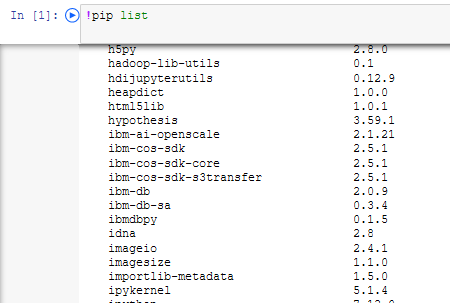 In [1]: !pip list
h5py 2.8.0
hadoop-lib-utils 0.1
hdijupyterutils 0.12.9
heapdict 1.0.0
html5lib 1.0.1
hypothesis 3.59.1
ibm-ai-openscale 2.1.21
ibm-cos-sdk 2.5.1
ibm-cos-sdk-core 2.5.1
ibm-cos-sdk-s3transfer 2.5.1
ibm-db 2.0.9
ibm-db-sa 0.3.4
ibmdbpy 0.1.5
idna 2.8
imageio 2.4.1
imagesize 1.1.0
importlib-metadata 1.5.0
ipykernel 5.1.4